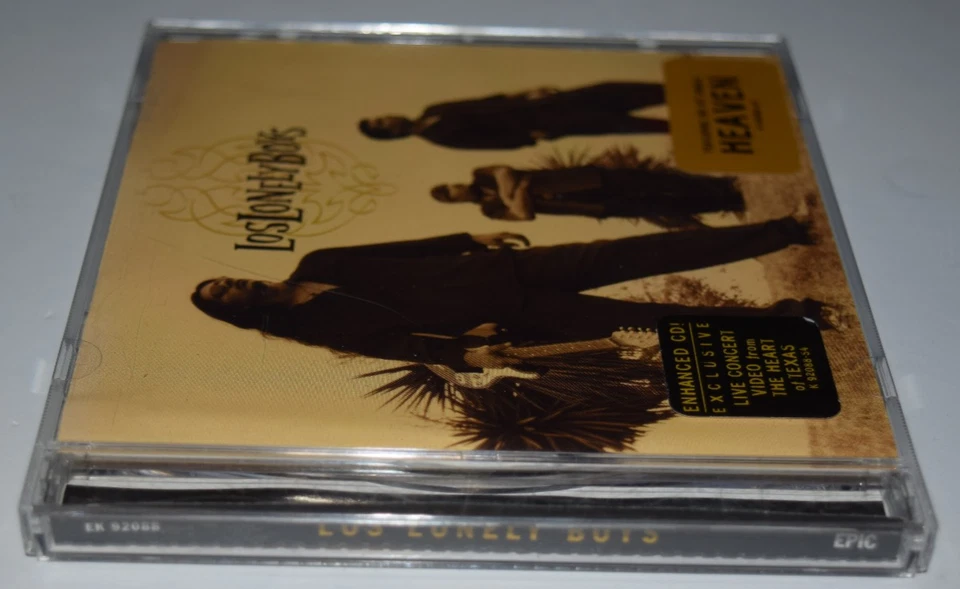 LOS LONELY BOYS
HEAVEN
ENHANCED CD!
EXCLUSIVE
LIVE CONCERT
VIDEO from
THE HEART
of TEXAS
EK 92088
LOS LONELY BOYS
EPIC